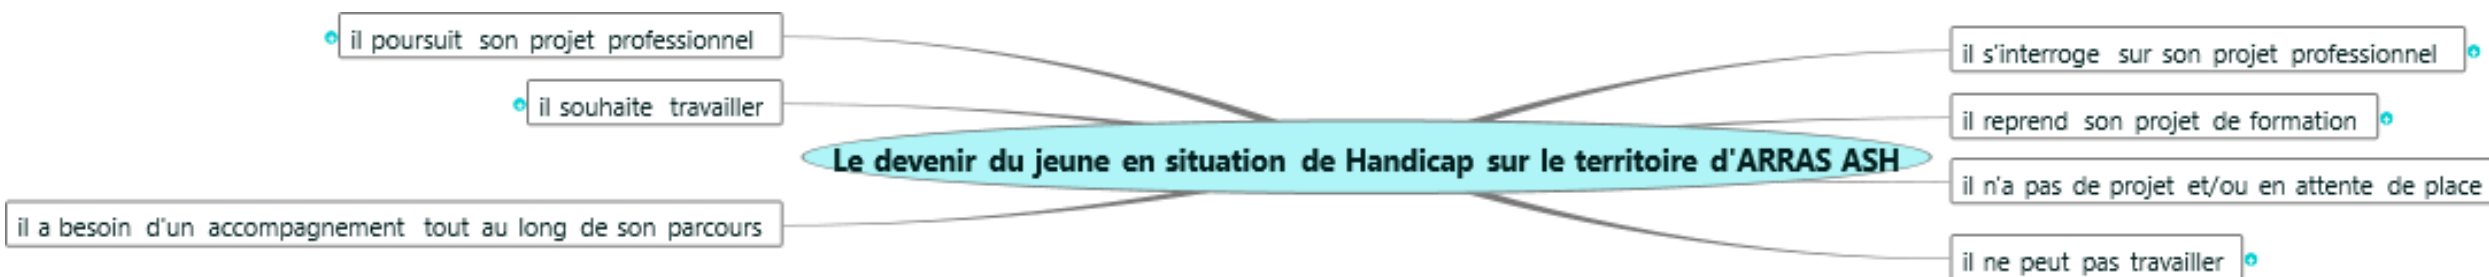 il poursuit son projet professionnel
il souhaite travailler
il a besoin d'un accompagnement tout au long de son parcours
Le devenir du jeune en situation de Handicap sur le territoire d'ARRAS ASH
il s'interroge sur son projet professionnel
il reprend son projet de formation
il n'a pas de projet et/ou en attente de place
il ne peut pas travailler